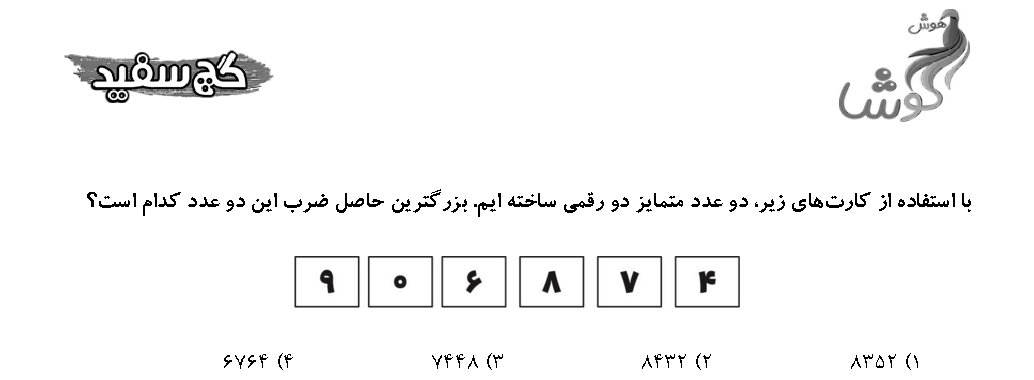 هوش
گوشا
گچ سفید
با استفاده از کارت‌های زیر، دو عدد متمایز دو رقمی ساخته ایم. بزرگترین حاصل ضرب این دو عدد کدام است؟
۹ ۰ ۶ ۸ ۷ ۴
۱) ۸۳۵۲ ۲) ۸۴۳۲ ۳) ۷۴۴۸ ۴) ۶۷۶۴